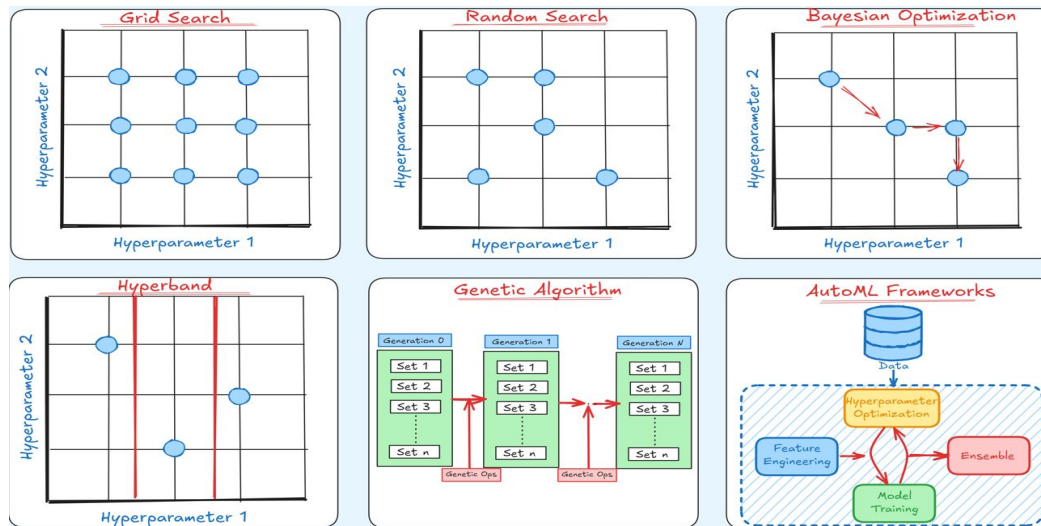 Grid Search
Hyperparameter 2
Hyperparameter 1
Random Search
Hyperparameter 2
Hyperparameter 1
Bayesian Optimization
Hyperparameter 2
Hyperparameter 1
Hyperband
Hyperparameter 2
Hyperparameter 1
Genetic Algorithm
Generation 0
Set 1
Set 2
Set 3
Set n
Genetic Ops
Generation 1
Set 1
Set 2
Set 3
Set n
Genetic Ops
Generation N
Set 1
Set 2
Set 3
Set n
AutoML Frameworks
Data
Hyperparameter
Optimization
Feature
Engineering
Ensemble
Model
Training